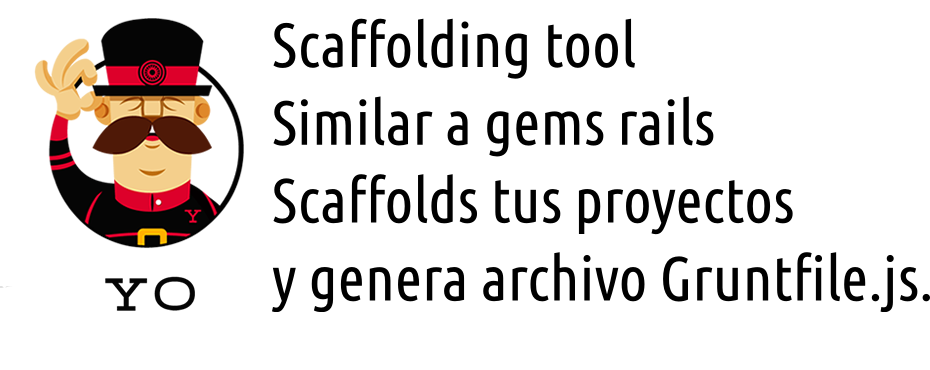 Scaffolding tool
Similar a gems rails
Scaffolds tus proyectos
y genera archivo Gruntfile.js.
Y
YO